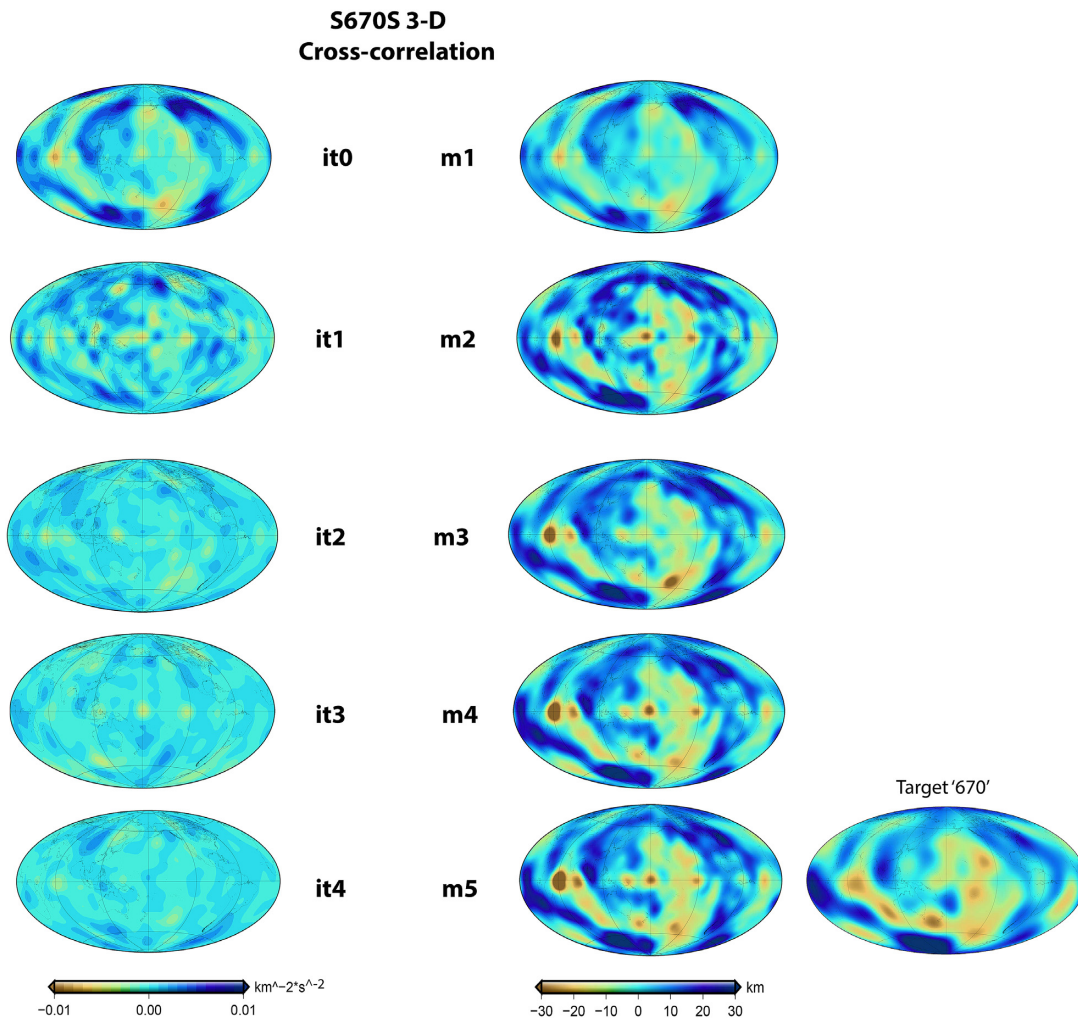 S670S 3-D
Cross-correlation
it0 m1
it1 m2
it2 m3
it3 m4
Target ‘670’
it4 m5
km^−2*s^−2 km
−0.01 0.00 0.01 −30 −20 −10 0 10 20 30